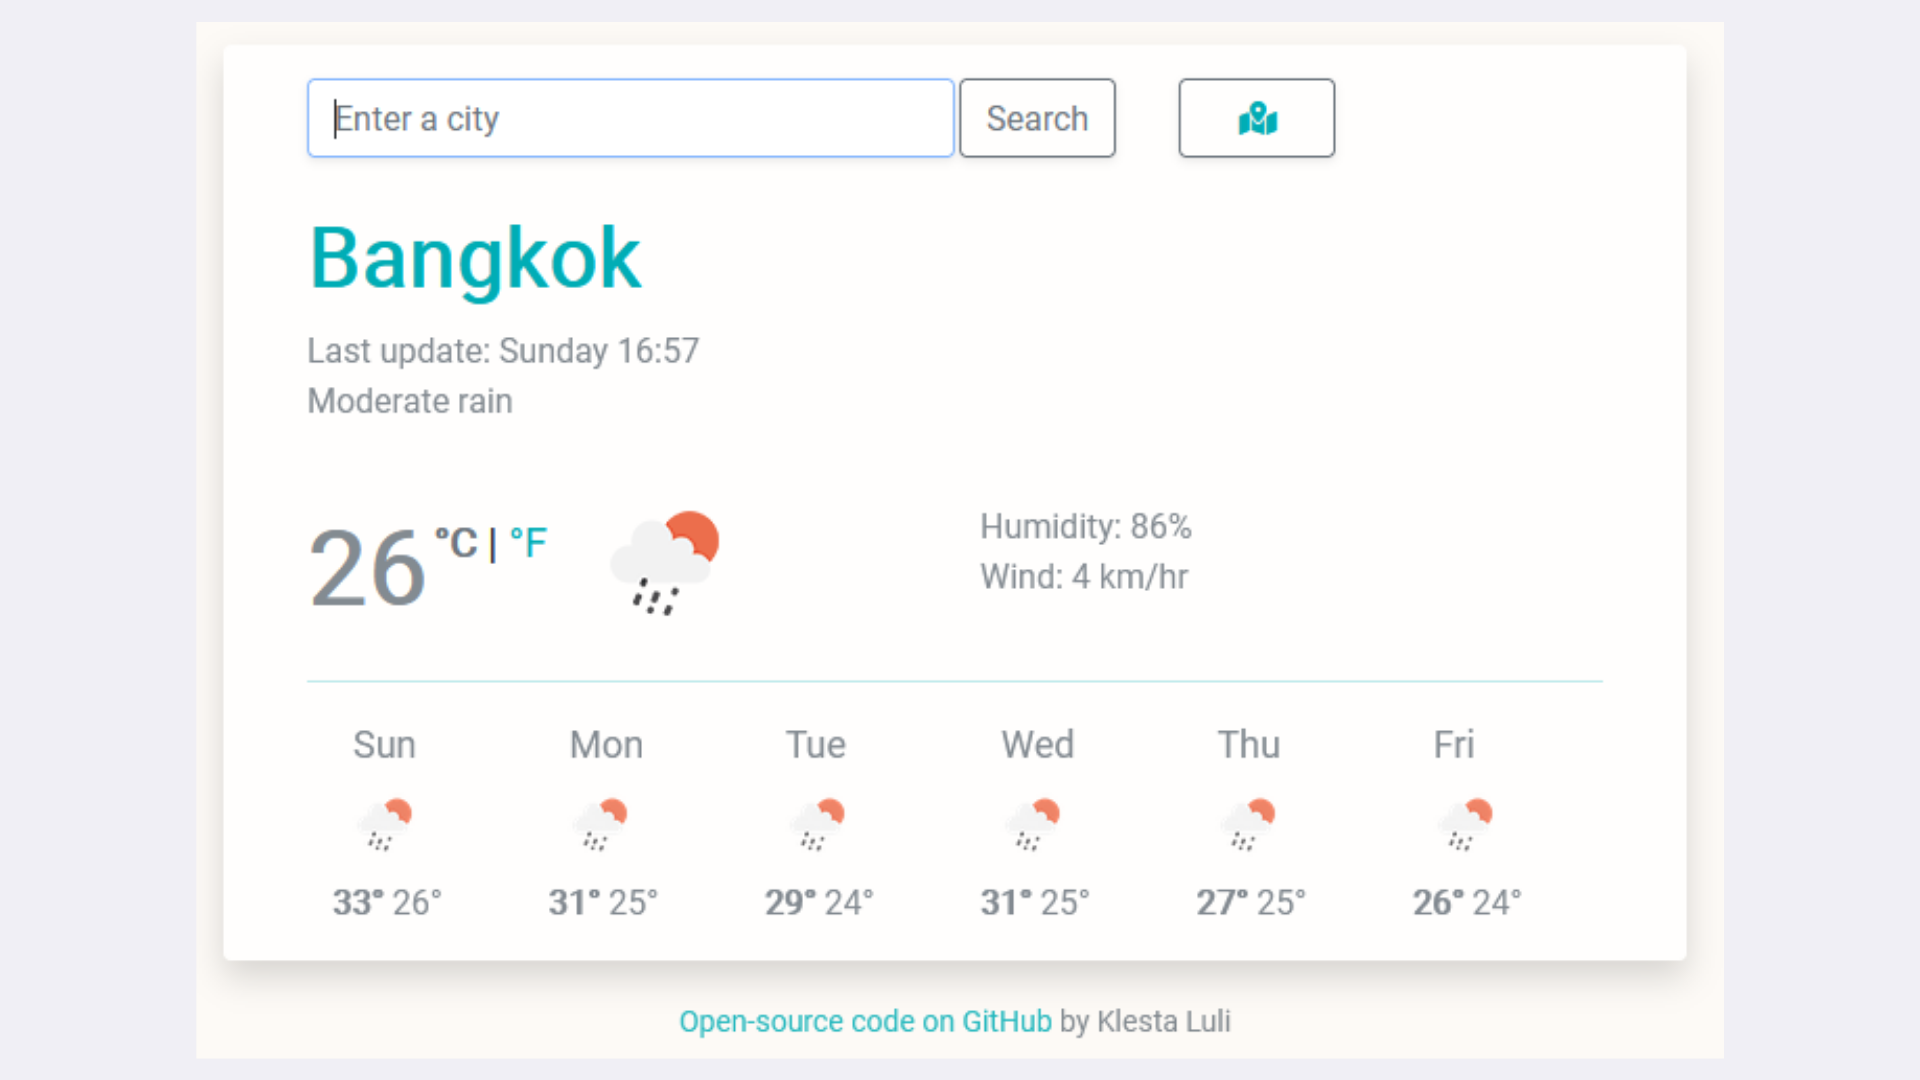 Enter a city Search
Bangkok
Last update: Sunday 16:57
Moderate rain
26 °C | °F
Humidity: 86%
Wind: 4 km/hr
Sun Mon Tue Wed Thu Fri
33° 26° 31° 25° 29° 24° 31° 25° 27° 25° 26° 24°
Open-source code on GitHub by Klesta Luli